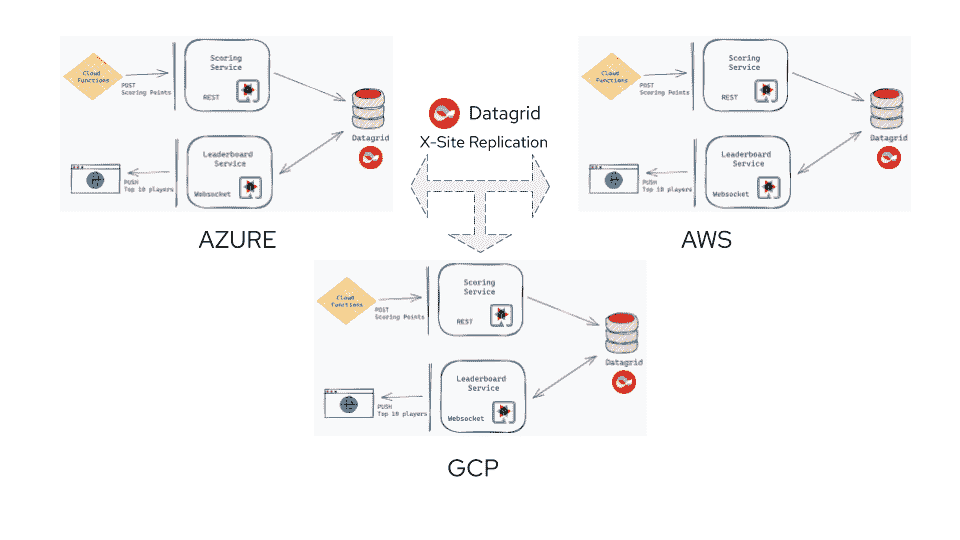 Cloud
Functions
POST
Scoring Points
Scoring
Service
REST
Datagrid
Leaderboard
Service
Websocket
PUSH
Top 10 players
AZURE
Datagrid
X-Site Replication
Cloud
Functions
POST
Scoring Points
Scoring
Service
REST
Datagrid
Leaderboard
Service
Websocket
PUSH
Top 10 players
AWS
Cloud
Functions
POST
Scoring Points
Scoring
Service
REST
Datagrid
Leaderboard
Service
Websocket
PUSH
Top 10 players
GCP